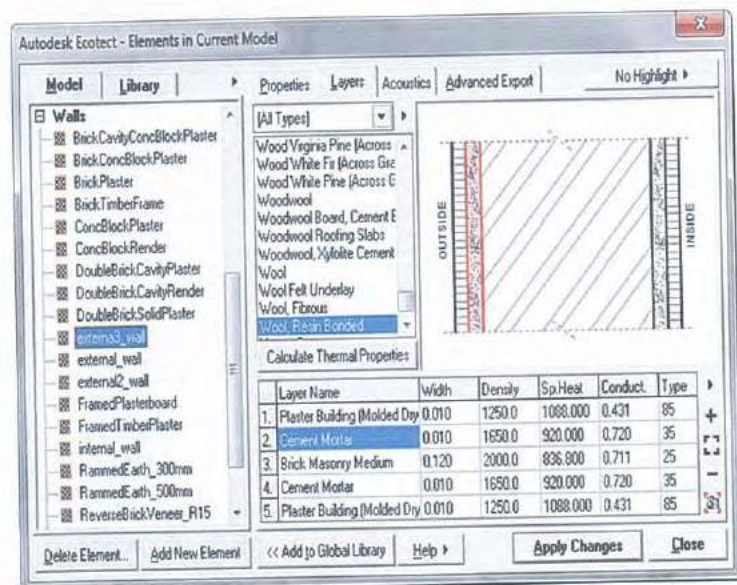 Autodesk Ecotect - Elements in Current Model
Model Library
Properties Layers Acoustics Advanced Export No Highlight
Walls
BrickCavityConcBlockPlaster
BrickConcBlockPlaster
BrickPlaster
BrickTimberFrame
ConcBlockPlaster
ConcBlockRender
DoubleBrickCavityPlaster
DoubleBrickCavityRender
DoubleBrickSolidPlaster
externa3_wall
external_wall
external2_wall
FramedPlasterboard
FramedTimberPlaster
internal_wall
RammedEarth_300mm
RammedEarth_500mm
ReverseBrickVeneer_R15
[All Types]
Wood Virginia Pine (Across
Wood White Fir (Across Gra
Wood White Pine (Across G
Woodwool
Woodwool Board, Cement B
Woodwool Roofing Slabs
Woodwool, Xylolite Cement
Wool
Wool Felt Underlay
Wool, Fibrous
Wool, Resin Bonded
Calculate Thermal Properties
OUTSIDE
INSIDE
Layer Name Width Density Sp.Heat Conduct. Type
1. Plaster Building (Molded Dry 0.010 1250.0 1088.000 0.431 85
2. Cement Mortar 0.010 1650.0 920.000 0.720 35
3. Brick Masonry Medium 0.120 2000.0 836.800 0.711 25
4. Cement Mortar 0.010 1650.0 920.000 0.720 35
5. Plaster Building (Molded Dry 0.010 1250.0 1088.000 0.431 85
Delete Element... Add New Element << Add to Global Library Help Apply Changes Close